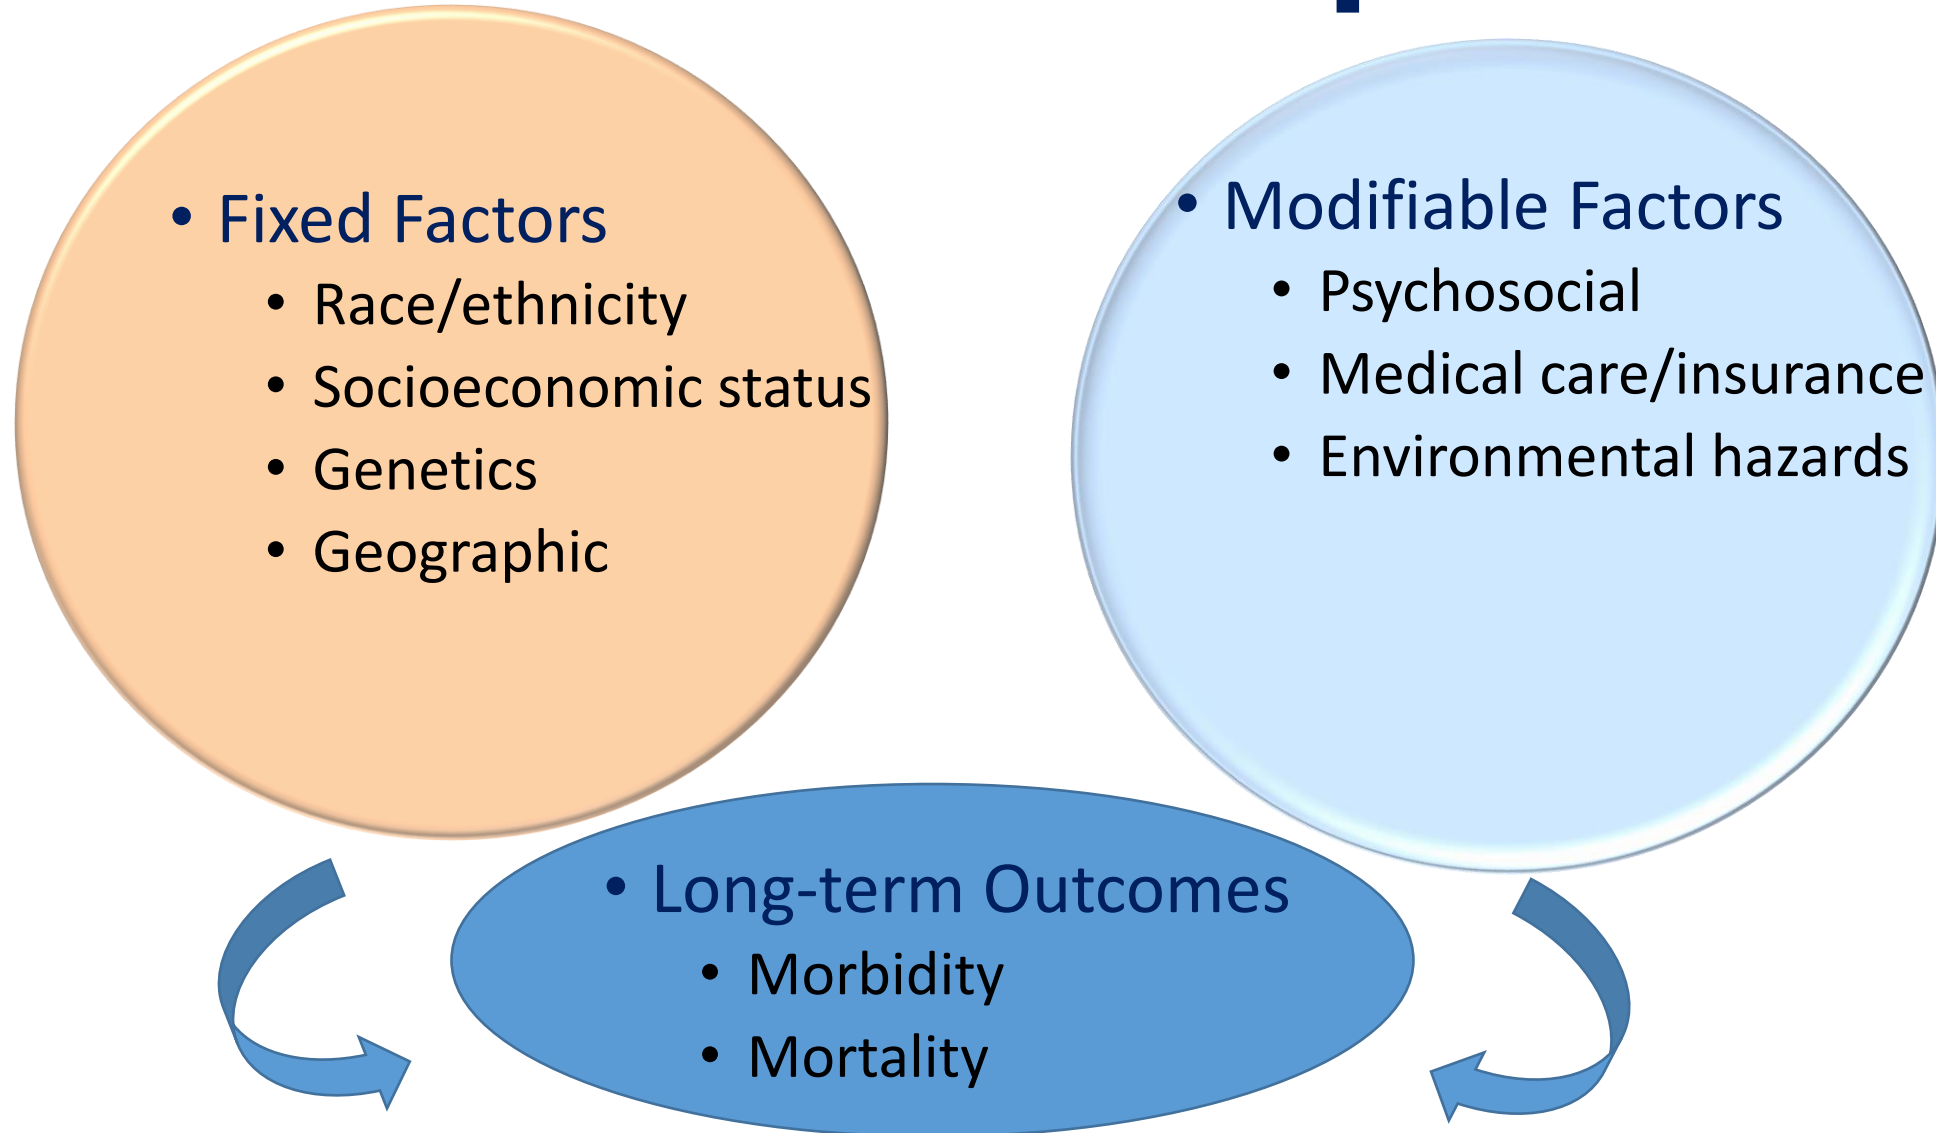 • Fixed Factors
• Race/ethnicity
• Socioeconomic status
• Genetics
• Geographic
• Modifiable Factors
• Psychosocial
• Medical care/insurance
• Environmental hazards
• Long-term Outcomes
• Morbidity
• Mortality